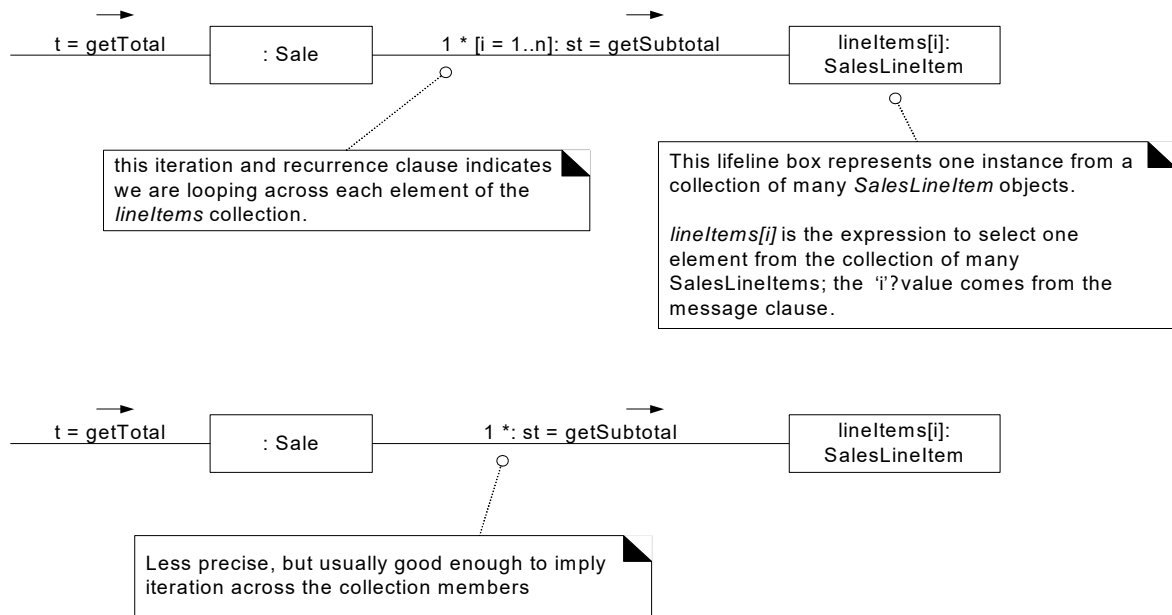 t = getTotal
: Sale
1 * [i = 1..n]: st = getSubtotal
lineItems[i]:
SalesLineItem
this iteration and recurrence clause indicates
we are looping across each element of the
lineItems collection.
This lifeline box represents one instance from a
collection of many SalesLineItem objects.
lineItems[i] is the expression to select one
element from the collection of many
SalesLineItems; the ‘i’?value comes from the
message clause.
t = getTotal
: Sale
1 *: st = getSubtotal
lineItems[i]:
SalesLineItem
Less precise, but usually good enough to imply
iteration across the collection members